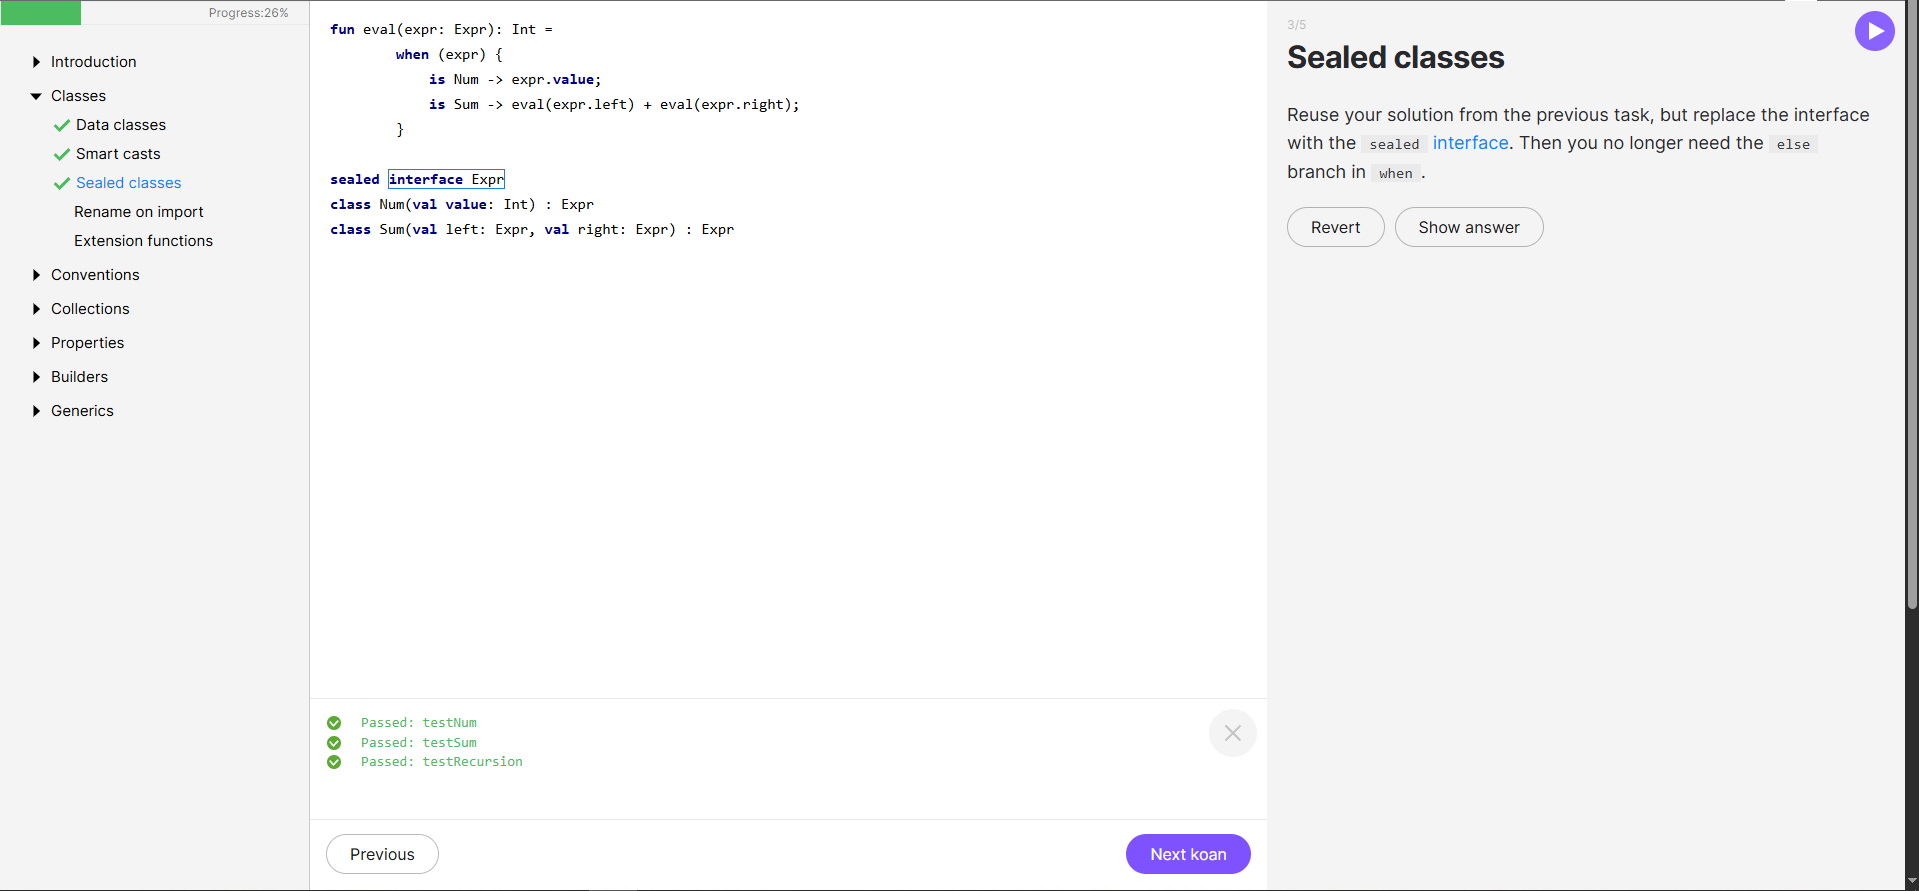 Progress:26%
Introduction
Classes
Data classes
Smart casts
Sealed classes
Rename on import
Extension functions
Conventions
Collections
Properties
Builders
Generics
fun eval(expr: Expr): Int =
        when (expr) {
            is Num -> expr.value;
            is Sum -> eval(expr.left) + eval(expr.right);
        }
sealed interface Expr
class Num(val value: Int) : Expr
class Sum(val left: Expr, val right: Expr) : Expr
Passed: testNum
Passed: testSum
Passed: testRecursion
Previous
Next koan
3/5
Sealed classes
Reuse your solution from the previous task, but replace the interface
with the sealed interface. Then you no longer need the else
branch in when.
Revert
Show answer